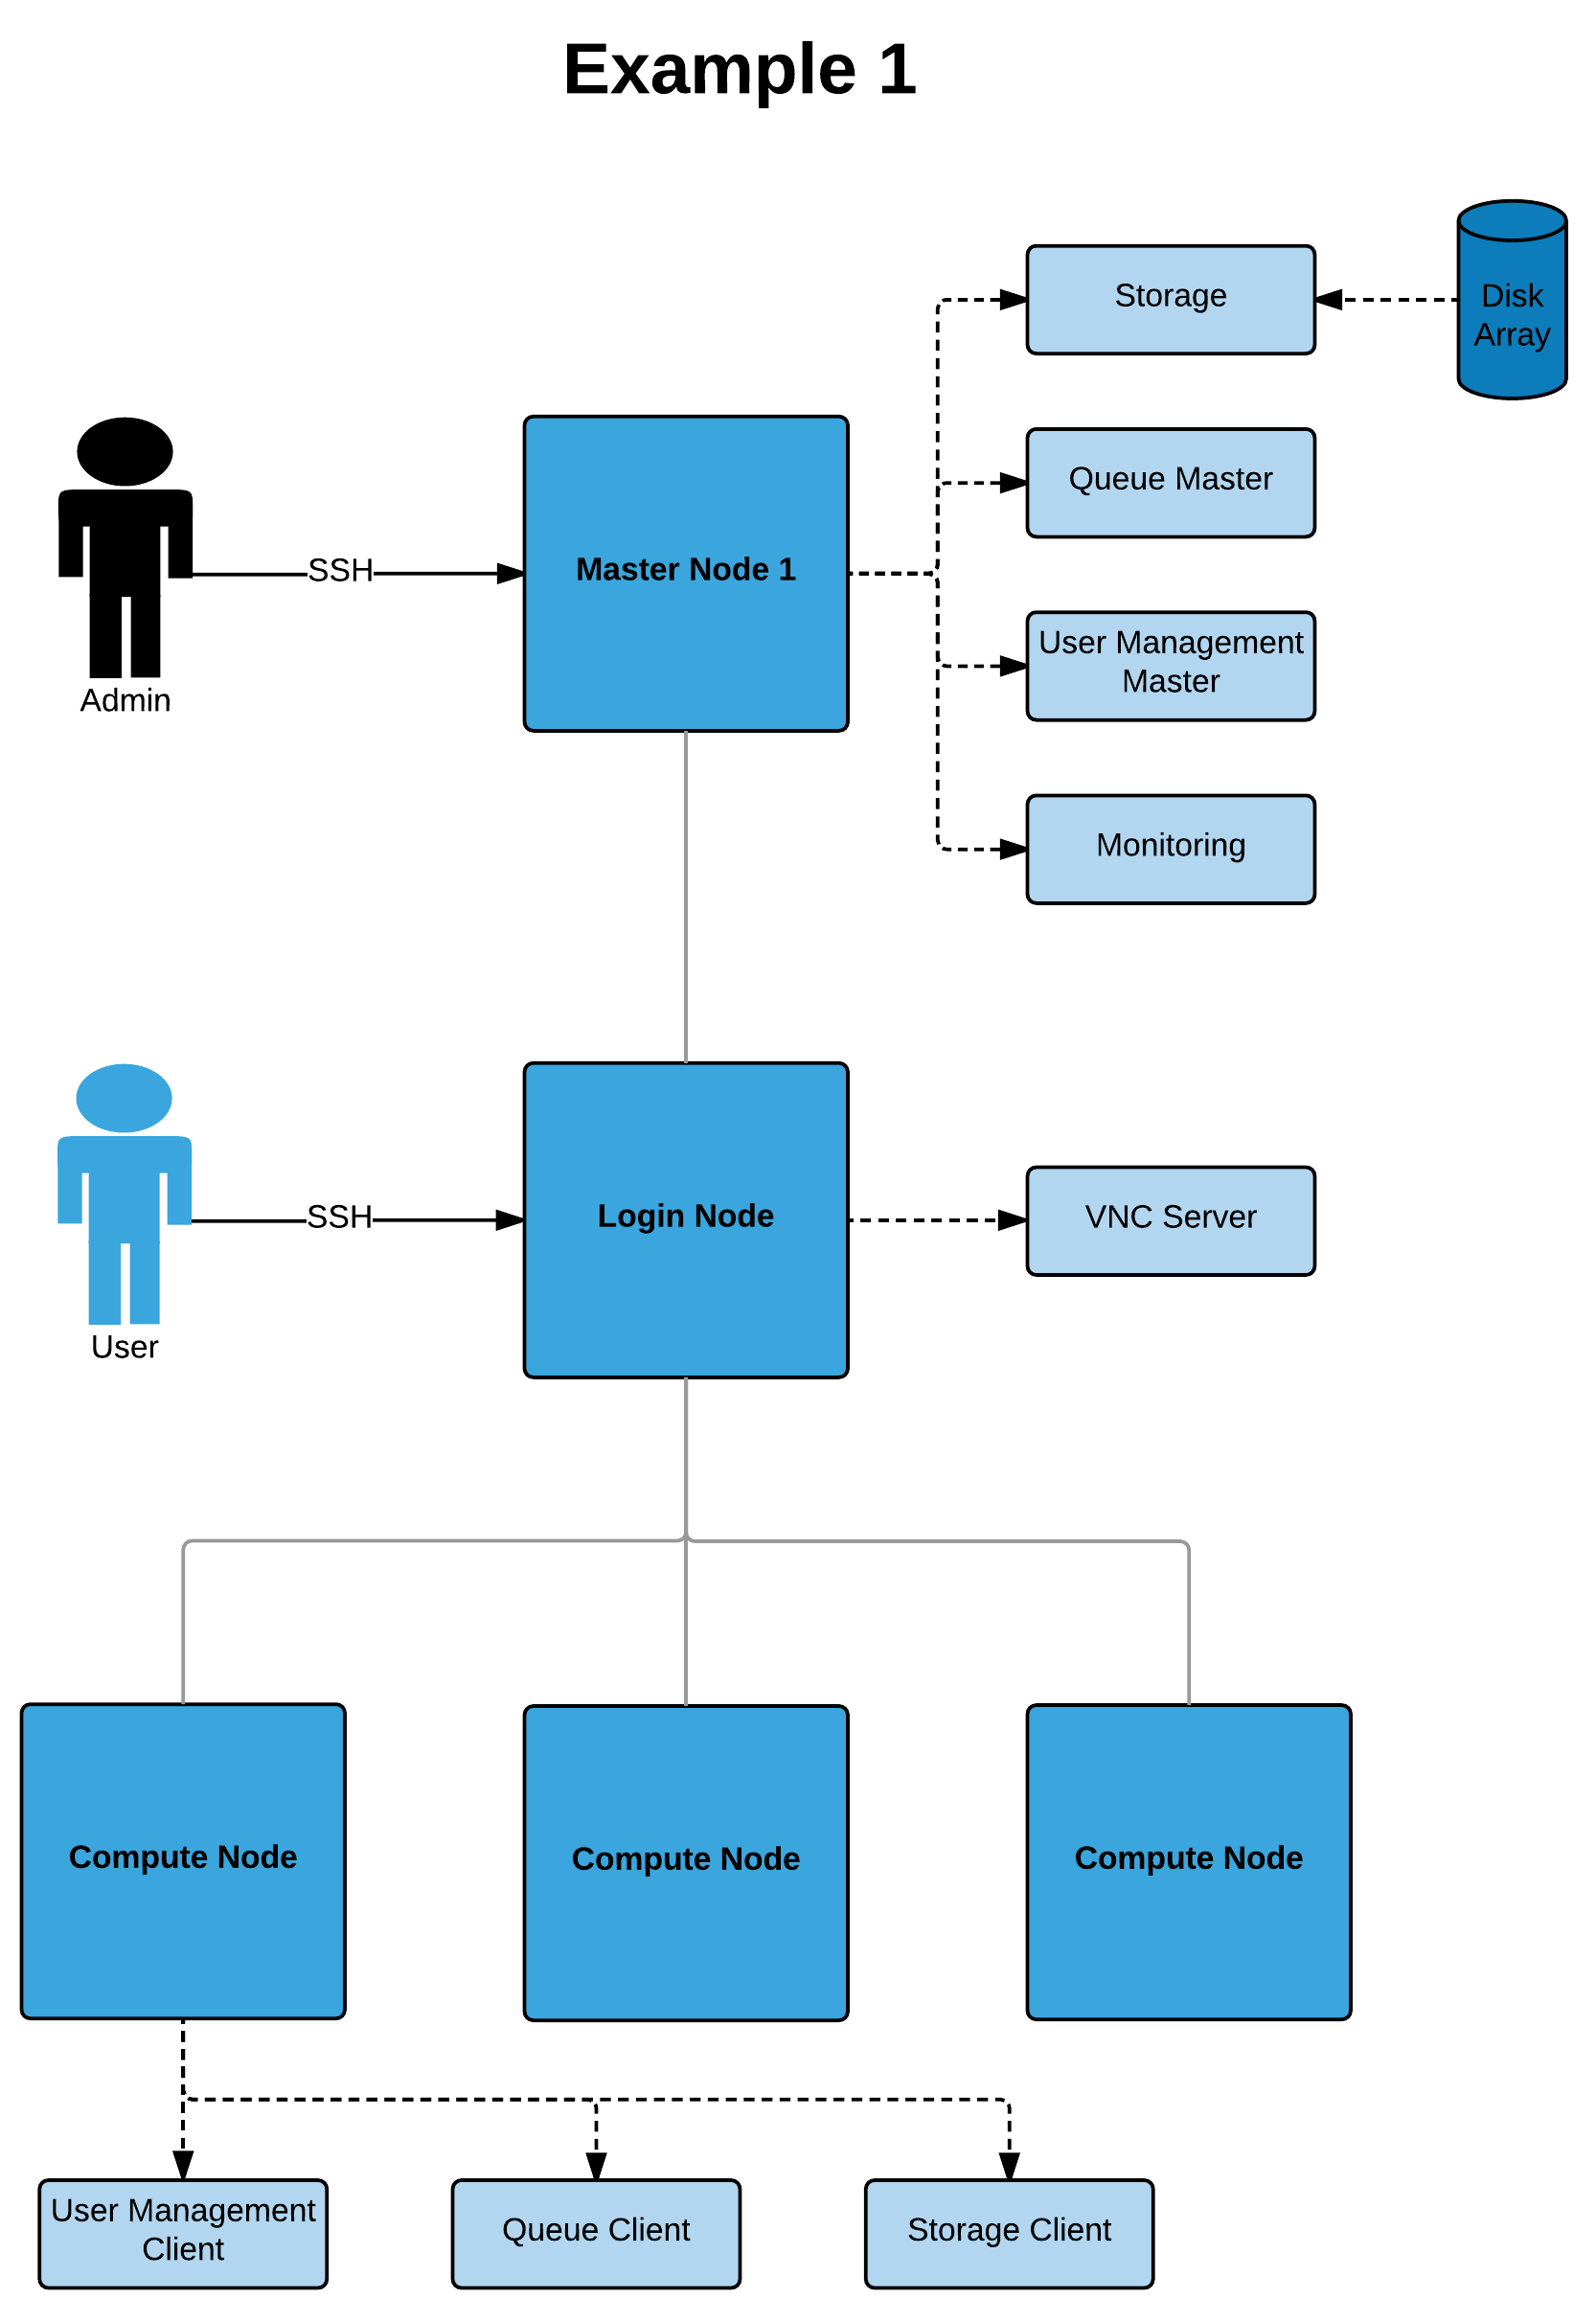 Example 1
Storage
Disk
Array
Queue Master
SSH
Master Node 1
User Management
Master
Admin
Monitoring
SSH
Login Node
VNC Server
User
Compute Node
Compute Node
Compute Node
User Management
Client
Queue Client
Storage Client